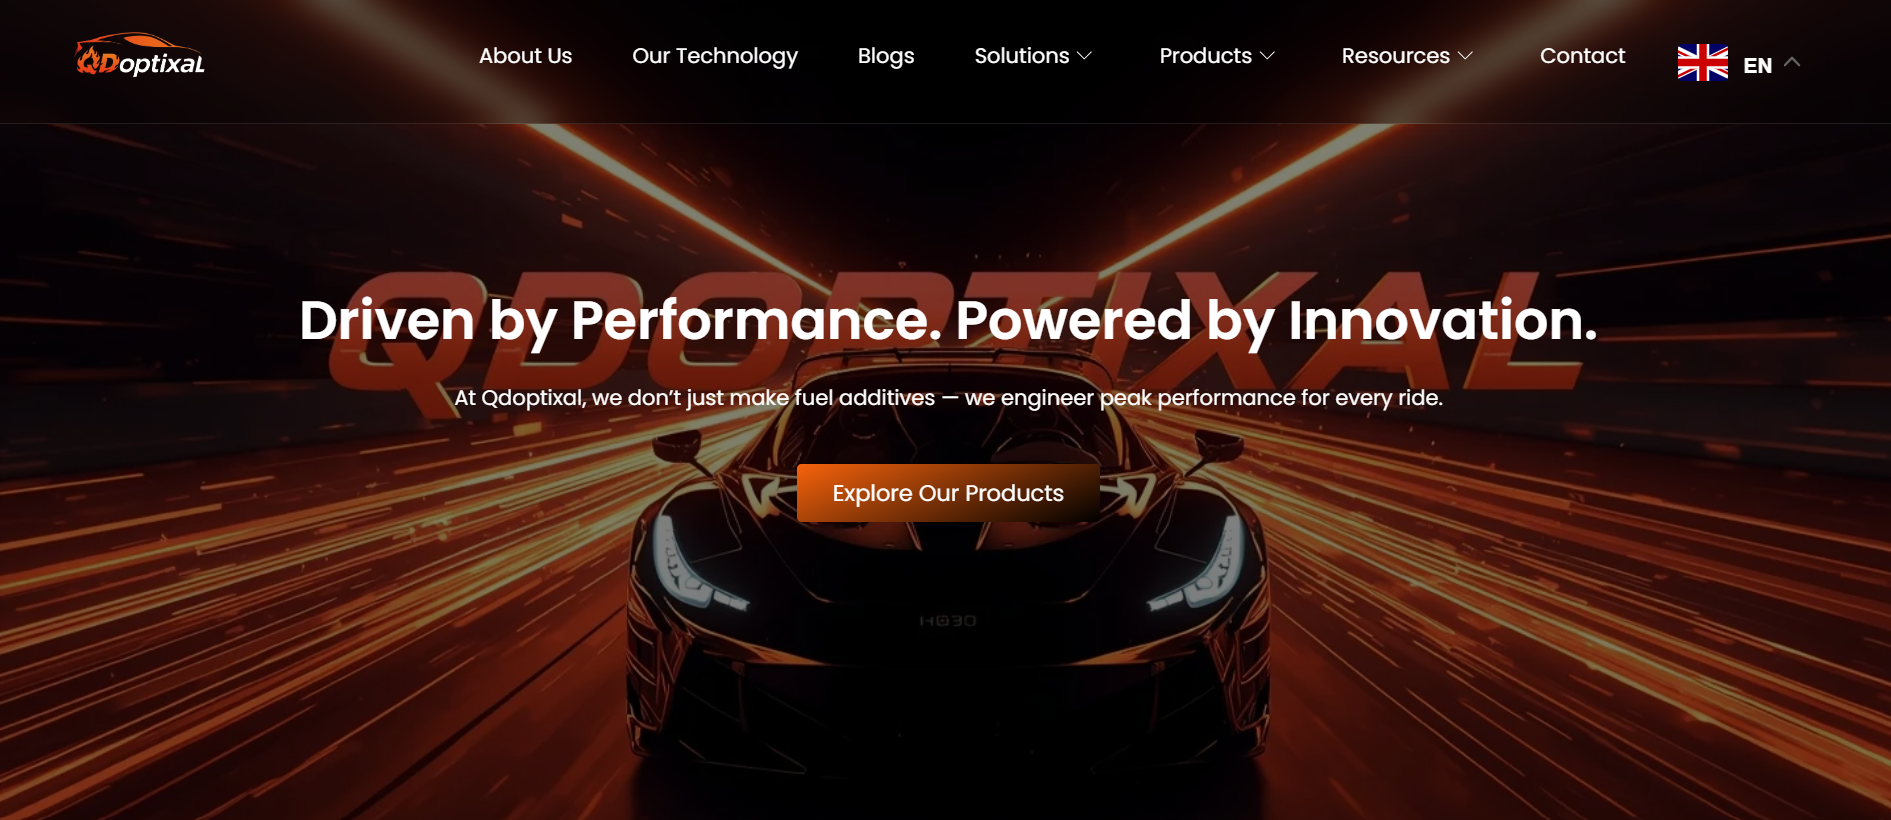 QDoptixal
About Us
Our Technology
Blogs
Solutions
Products
Resources
Contact
EN
QDOPTIXAL
Driven by Performance. Powered by Innovation.
At Qdoptixal, we don’t just make fuel additives — we engineer peak performance for every ride.
Explore Our Products